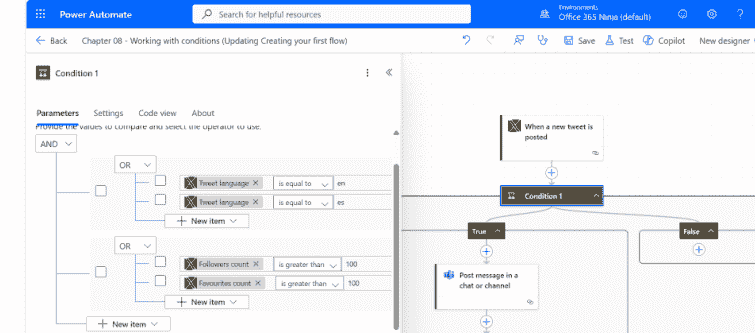 Power Automate
Search for helpful resources
Environments
Office 365 Ninja (default)
Back
Chapter 08 - Working with conditions (Updating Creating your first flow)
Save
Test
Copilot
New designer
Condition 1
Parameters Settings Code view About
Provide the values to compare and select the operator to use.
AND
OR
Tweet language is equal to en
Tweet language is equal to es
New item
OR
Followers count is greater than 100
Favourites count is greater than 100
New item
New item
When a new tweet is
posted
Condition 1
True
False
Post message in a
chat or channel